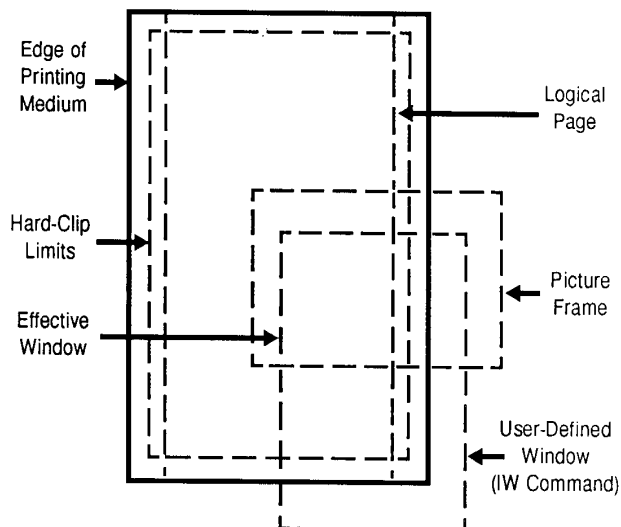 Edge of
Printing
Medium
Logical
Page
Hard-Clip
Limits
Picture
Frame
Effective
Window
User-Defined
Window
(IW Command)